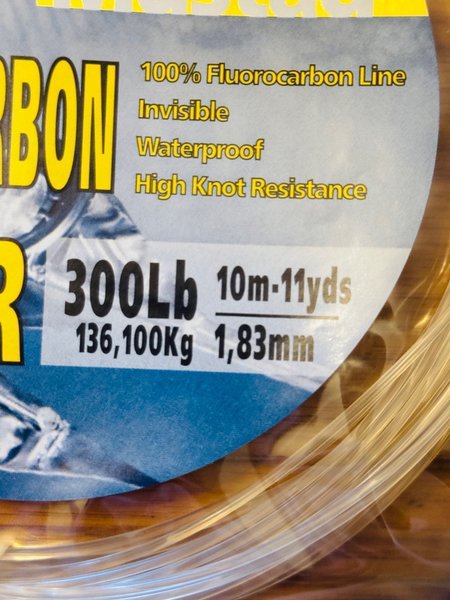 100% Fluorocarbon Line
Invisible
Waterproof
High Knot Resistance
RBON
R
300Lb 10m-11yds
136,100Kg 1,83mm